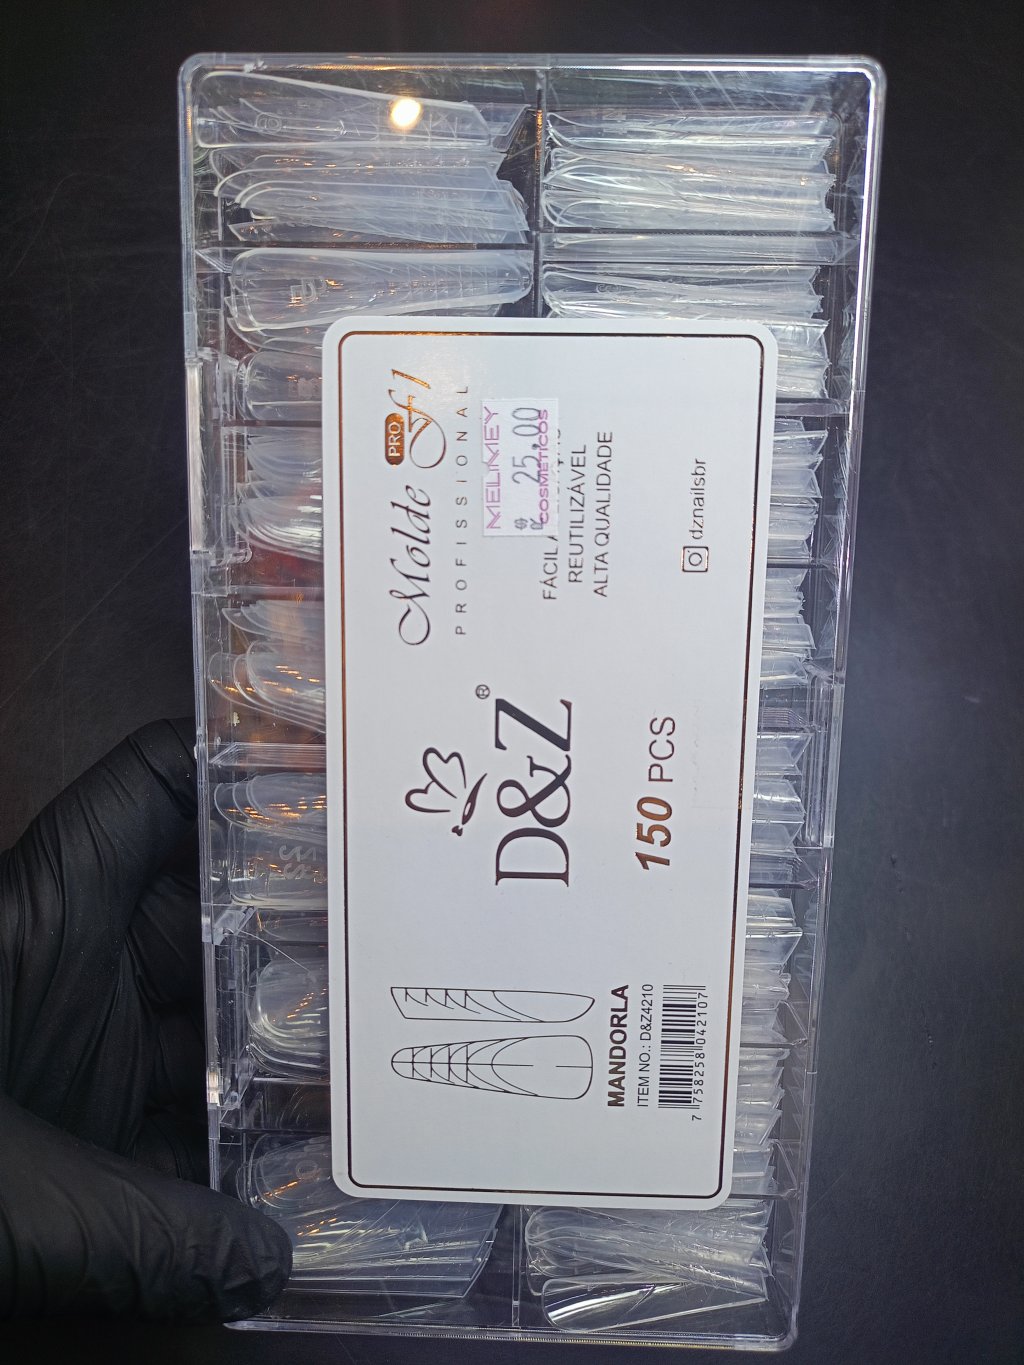 Molde F1
PRO
PROFISSIONAL
MELIMEY
R$ 25,00
COSMÉTICOS
FÁCIL
REUTILIZÁVEL
ALTA QUALIDADE
dznailsbr
D&Z®
150 PCS
MANDORLA
ITEM NO.: D&Z4210
7 758258 042107